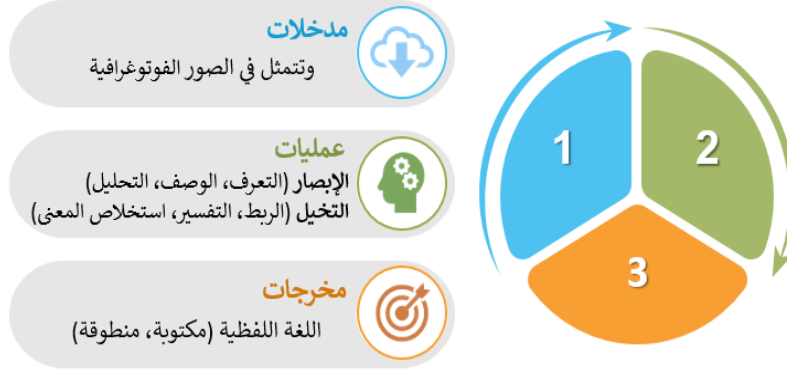 مدخلات
وتتمثل في الصور الفوتوغرافية
عمليات
الإبصار (التعرف، الوصف، التحليل)
التخيل (الربط، التفسير، استخلاص المعنى)
مخرجات
اللغة اللفظية (مكتوبة، منطوقة)
1
2
3